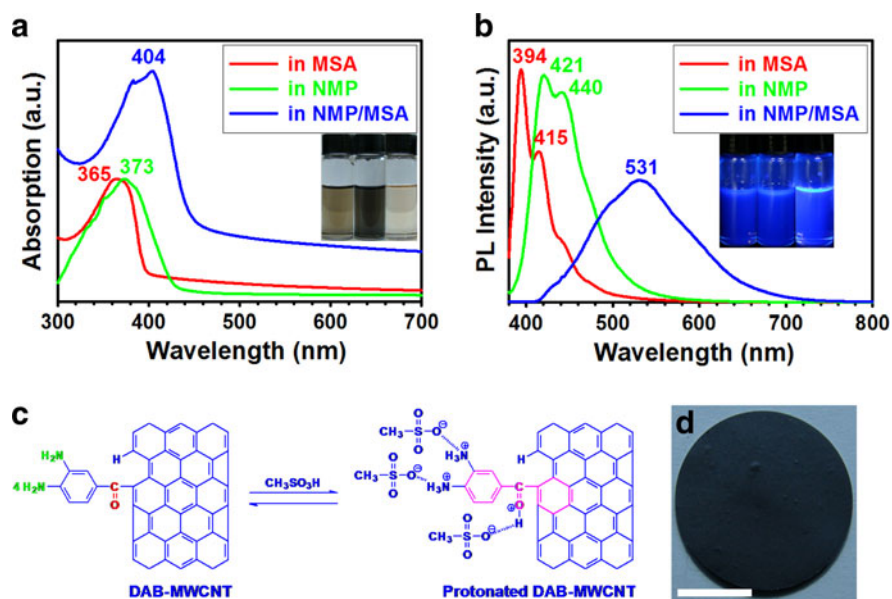 a
404
in MSA
in NMP
in NMP/MSA
365
373
Absorption (a.u.)
300 400 500 600 700
Wavelength (nm)
b
394
421
440
415
531
in MSA
in NMP
in NMP/MSA
PL Intensity (a.u.)
400 500 600 700 800
Wavelength (nm)
c
H₂N
4 H₂N
C
O
H
DAB-MWCNT
CH₃SO₃H
O
CH₃-S-O⊖
O
H₃N⊕
O
CH₃-S-O⊖
O
H₃N⊕
C
O
⊕
H
H
O
CH₃-S-O⊖
O
Protonated DAB-MWCNT
d